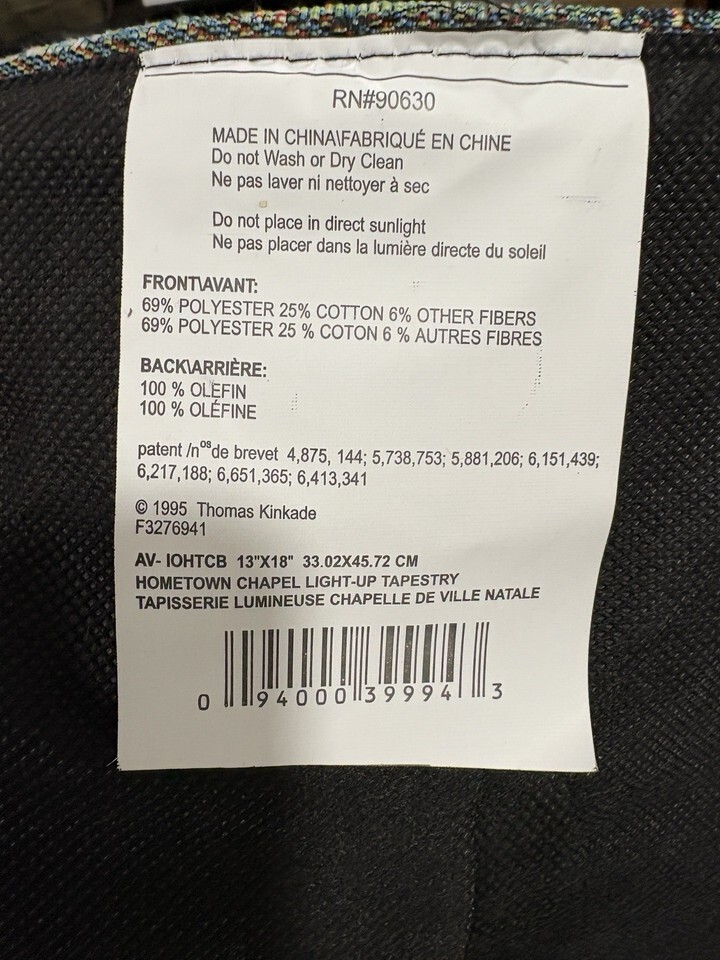 RN#90630
MADE IN CHINA\FABRIQUÉ EN CHINE
Do not Wash or Dry Clean
Ne pas laver ni nettoyer à sec
Do not place in direct sunlight
Ne pas placer dans la lumière directe du soleil
FRONT\AVANT:
69% POLYESTER 25% COTTON 6% OTHER FIBERS
69% POLYESTER 25 % COTON 6 % AUTRES FIBRES
BACK\ARRIÈRE:
100 % OLEFIN
100 % OLÉFINE
patent /nos de brevet 4,875, 144; 5,738,753; 5,881,206; 6,151,439;
6,217,188; 6,651,365; 6,413,341
© 1995 Thomas Kinkade
F3276941
AV- IOHTCB 13"X18" 33.02X45.72 CM
HOMETOWN CHAPEL LIGHT-UP TAPESTRY
TAPISSERIE LUMINEUSE CHAPELLE DE VILLE NATALE
0 94000 39994 3